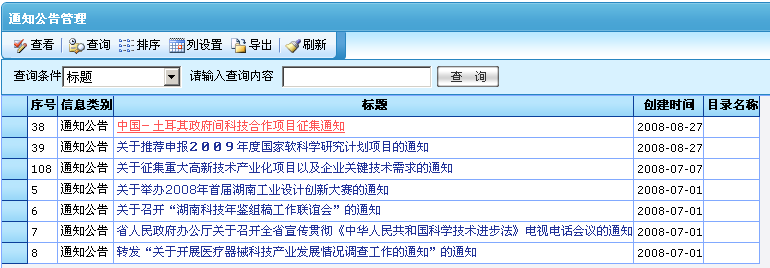 通知公告管理
查看 查询 排序 列设置 导出 刷新
查询条件 标题 请输入查询内容 查 询
序号 信息类别 标题 创建时间 目录名称
38 通知公告 中国－土耳其政府间科技合作项目征集通知 2008-08-27
39 通知公告 关于推荐申报２００９年度国家软科学研究计划项目的通知 2008-08-27
108 通知公告 关于征集重大高新技术产业化项目以及企业关键技术需求的通知 2008-07-07
5 通知公告 关于举办2008年首届湖南工业设计创新大赛的通知 2008-07-01
6 通知公告 关于召开“湖南科技年鉴组稿工作联谊会”的通知 2008-07-01
7 通知公告 省人民政府办公厅关于召开全省宣传贯彻《中华人民共和国科学技术进步法》电视电话会议的通知 2008-07-01
8 通知公告 转发“关于开展医疗器械科技产业发展情况调查工作的通知”的通知 2008-07-01